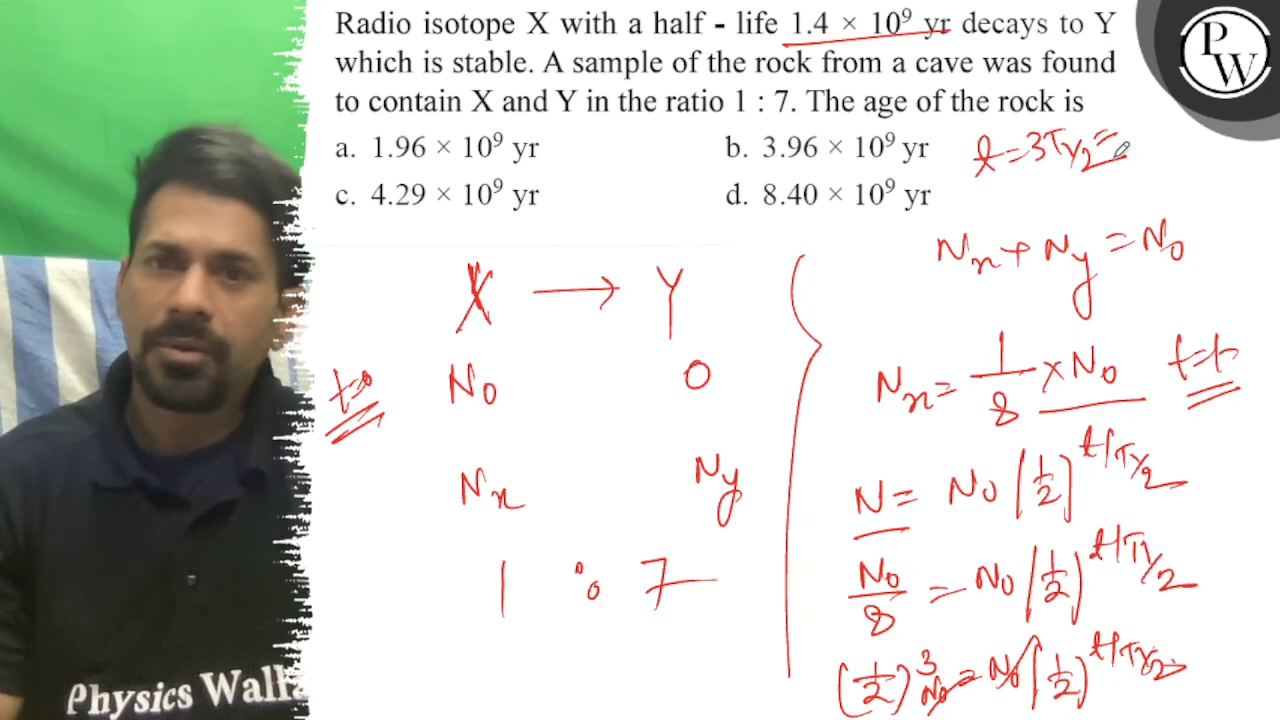 Radio isotope X with a half - life 1.4 × 10⁹ yr decays to Y
which is stable. A sample of the rock from a cave was found
to contain X and Y in the ratio 1 : 7. The age of the rock is
a. 1.96 × 10⁹ yr
b. 3.96 × 10⁹ yr
c. 4.29 × 10⁹ yr
d. 8.40 × 10⁹ yr
PW
t=3T½=
X → Y
t=0 N₀ 0
Nx Ny
1 : 7
Nx + Ny = N₀
Nx = 1/8 × N₀ t=t
N = N₀ (1/2)^t/T½
N₀/8 = N₀ (1/2)^t/T½
(1/2)³ N₀ = N₀ (1/2)^t/T½
Physics Walla